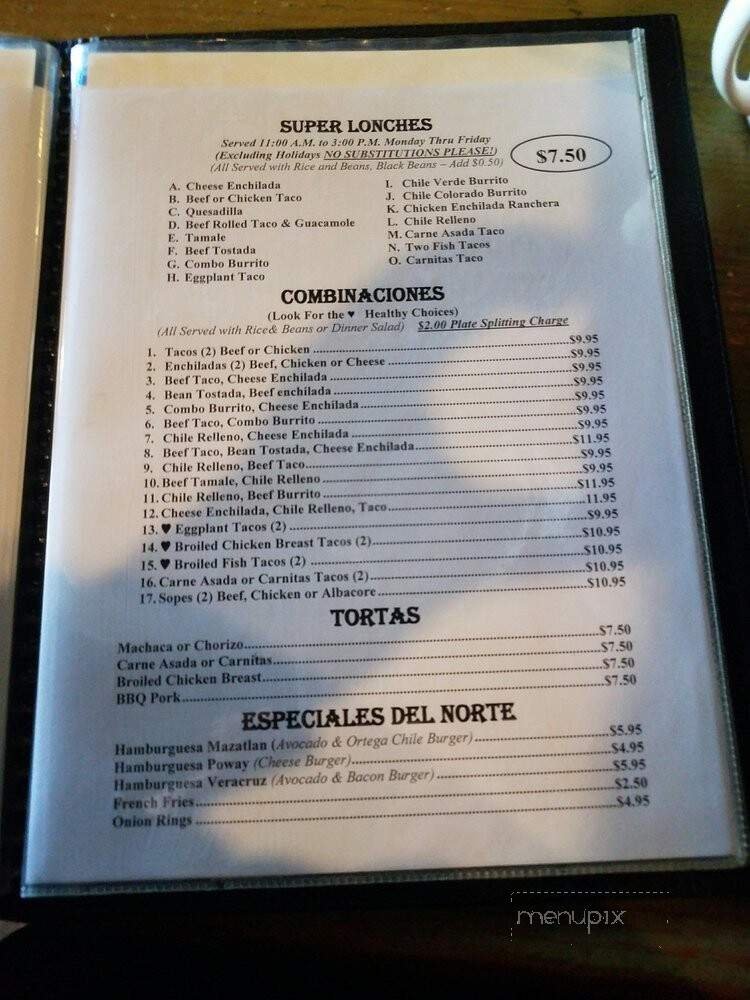 SUPER LONCHES
Served 11:00 A.M. to 3:00 P.M. Monday Thru Friday
(Excluding Holidays NO SUBSTITUTIONS PLEASE!)
(All Served with Rice and Beans, Black Beans – Add $0.50)
$7.50
A. Cheese Enchilada
B. Beef or Chicken Taco
C. Quesadilla
D. Beef Rolled Taco & Guacamole
E. Tamale
F. Beef Tostada
G. Combo Burrito
H. Eggplant Taco
I. Chile Verde Burrito
J. Chile Colorado Burrito
K. Chicken Enchilada Ranchera
L. Chile Relleno
M. Carne Asada Taco
N. Two Fish Tacos
O. Carnitas Taco
COMBINACIONES
(Look For the ♥ Healthy Choices)
(All Served with Rice& Beans or Dinner Salad) $2.00 Plate Splitting Charge
1. Tacos (2) Beef or Chicken ........ $9.95
2. Enchiladas (2) Beef, Chicken or Cheese ........ $9.95
3. Beef Taco, Cheese Enchilada ........ $9.95
4. Bean Tostada, Beef enchilada ........ $9.95
5. Combo Burrito, Cheese Enchilada ........ $9.95
6. Beef Taco, Combo Burrito ........ $9.95
7. Chile Relleno, Cheese Enchilada ........ $9.95
8. Beef Taco, Bean Tostada, Cheese Enchilada ........ $11.95
9. Chile Relleno, Beef Taco ........ $9.95
10. Beef Tamale, Chile Relleno ........ $9.95
11. Chile Relleno, Beef Burrito ........ $11.95
12. Cheese Enchilada, Chile Relleno, Taco ........ 11.95
13. ♥ Eggplant Tacos (2) ........ $9.95
14. ♥ Broiled Chicken Breast Tacos (2) ........ $10.95
15. ♥ Broiled Fish Tacos (2) ........ $10.95
16. Carne Asada or Carnitas Tacos (2) ........ $10.95
17. Sopes (2) Beef, Chicken or Albacore ........ $10.95
TORTAS
Machaca or Chorizo ........ $7.50
Carne Asada or Carnitas ........ $7.50
Broiled Chicken Breast ........ $7.50
BBQ Pork ........ $7.50
ESPECIALES DEL NORTE
Hamburguesa Mazatlan (Avocado & Ortega Chile Burger) ........ $5.95
Hamburguesa Poway (Cheese Burger) ........ $4.95
Hamburguesa Veracruz (Avocado & Bacon Burger) ........ $5.95
French Fries ........ $2.50
Onion Rings ........ $4.95
menupix